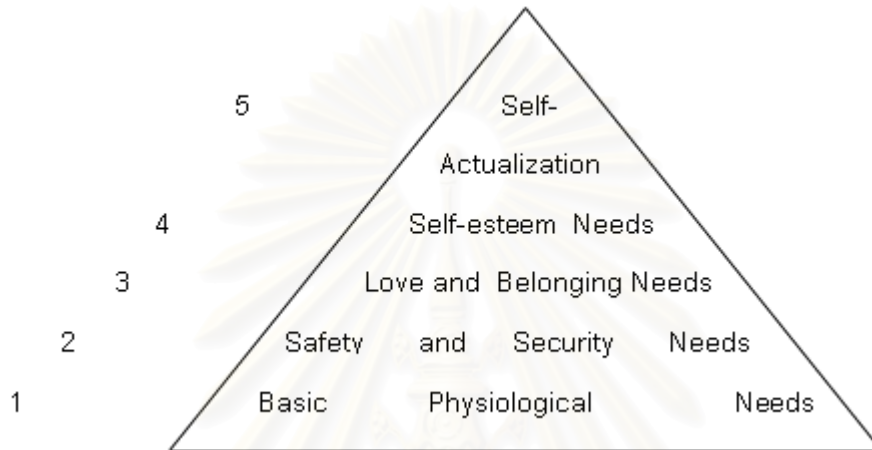 5 Self-
Actualization
4 Self-esteem Needs
3 Love and Belonging Needs
2 Safety and Security Needs
1 Basic Physiological Needs